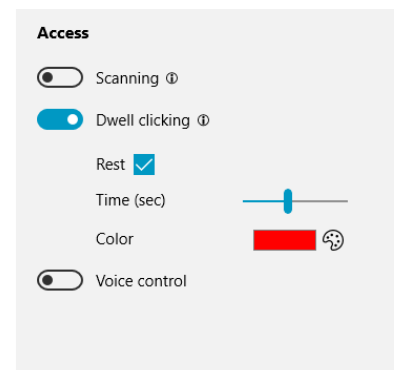 Access
Scanning
Dwell clicking
Rest
Time (sec)
Color
Voice control